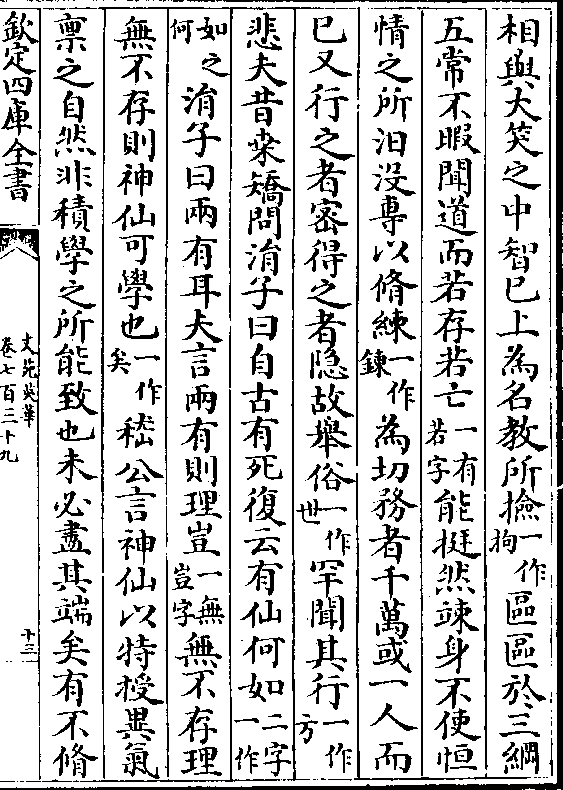 相與大笑之中智已上為名教所撿一作拘區區於三綱
五常不暇聞道而若存若亡一有若字能挺然竦身不使恒
情之所汨没專以脩練一作鍊為切務者千萬或一人而
已又行之者密得之者隐故舉俗一作世罕聞其行一作方
悲夫昔桒矯問涓子曰自古有死復云有仙何如二字一作
如何之涓子曰兩有耳夫言兩有則理豈一無豈字無不存理
無不存則神仙可學也一作矣嵇公言神仙以特授異氣
禀之自然非積學之所能致也未必盡其端矣有不脩
欽定四庫全書
文苑英華
卷七百三十九
十三